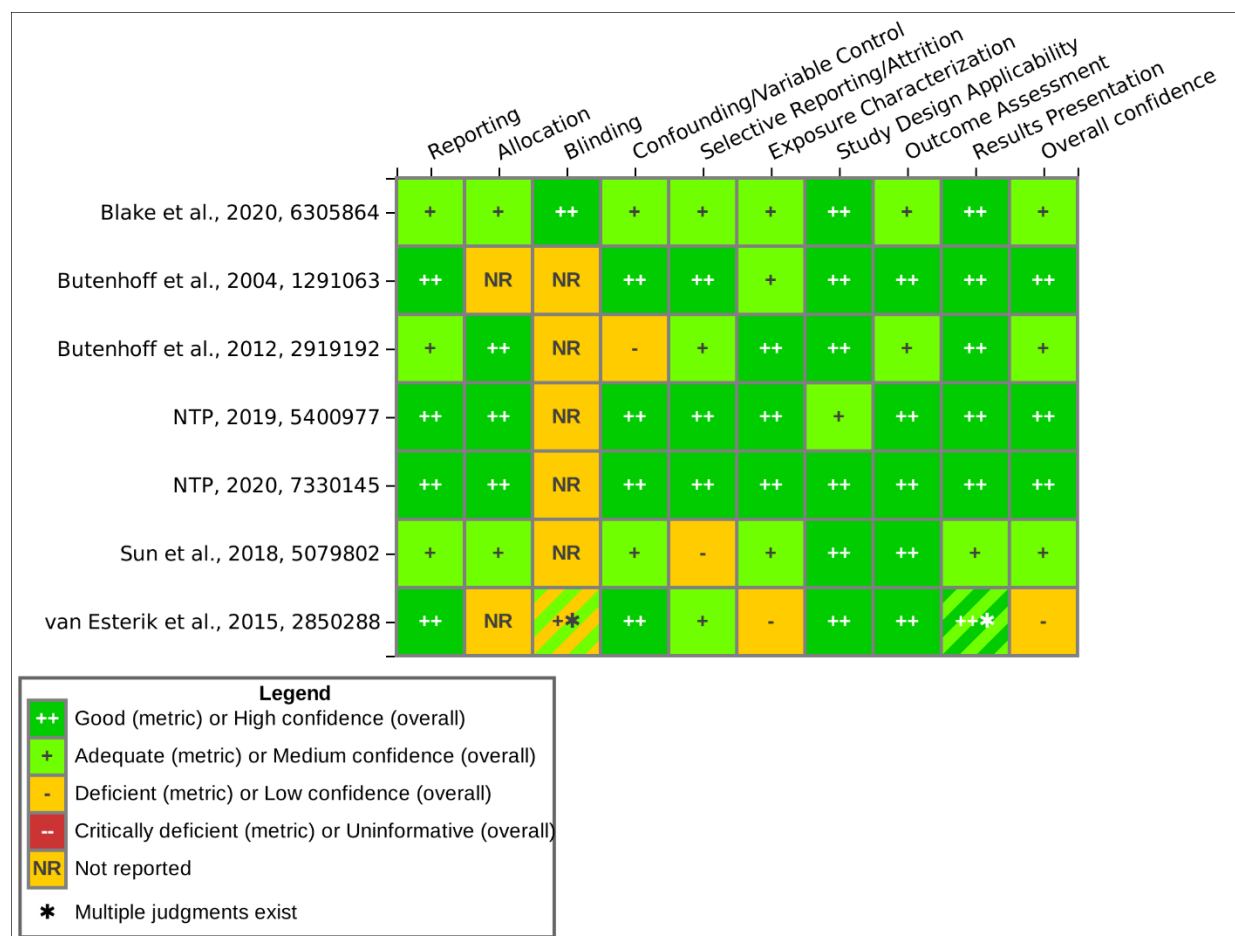 Reporting
Allocation
Blinding
Confounding/Variable Control
Selective Reporting/Attrition
Exposure Characterization
Study Design Applicability
Outcome Assessment
Results Presentation
Overall confidence
Blake et al., 2020, 6305864 + + ++ + + + ++ + ++ +
Butenhoff et al., 2004, 1291063 ++ NR NR ++ ++ + ++ ++ ++ ++
Butenhoff et al., 2012, 2919192 + ++ NR - + ++ ++ + ++ +
NTP, 2019, 5400977 ++ ++ NR ++ ++ ++ + ++ ++ ++
NTP, 2020, 7330145 ++ ++ NR ++ ++ ++ ++ ++ ++ ++
Sun et al., 2018, 5079802 + + NR + - + ++ ++ + +
van Esterik et al., 2015, 2850288 ++ NR +✱ ++ + - ++ ++ ++✱ -
Legend
++ Good (metric) or High confidence (overall)
+ Adequate (metric) or Medium confidence (overall)
- Deficient (metric) or Low confidence (overall)
-- Critically deficient (metric) or Uninformative (overall)
NR Not reported
✱ Multiple judgments exist